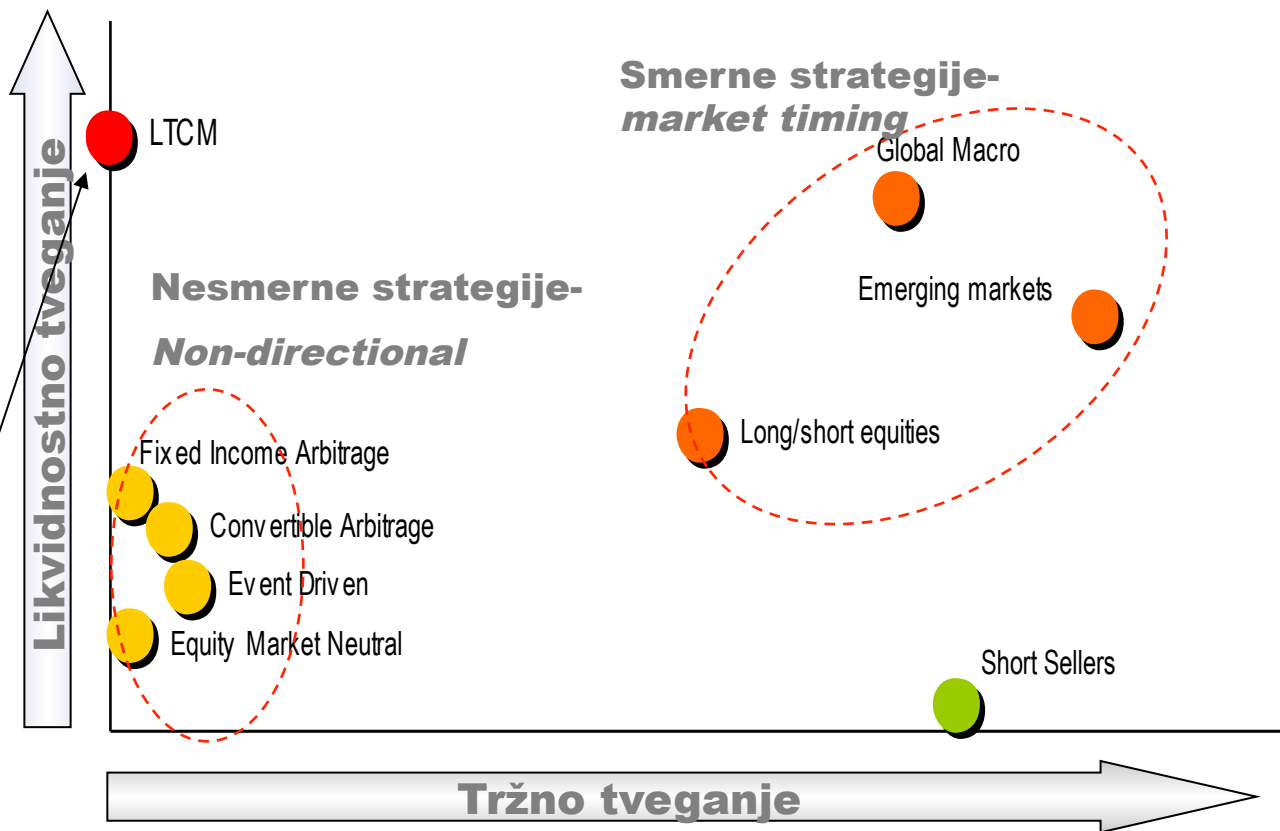 Smerne strategije-
market timing
LTCM
Global Macro
Nesmerne strategije-
Non-directional
Emerging markets
Long/short equities
Fixed Income Arbitrage
Convertible Arbitrage
Event Driven
Equity Market Neutral
Short Sellers
Likvidnostno tveganje
Tržno tveganje